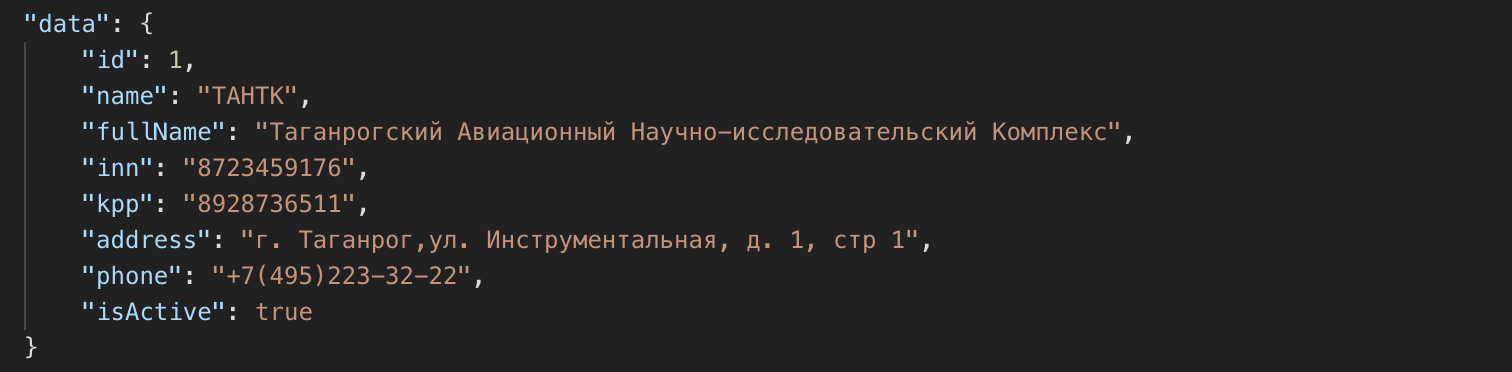 "data": {
    "id": 1,
    "name": "ТАНТК",
    "fullName": "Таганрогский Авиационный Научно-исследовательский Комплекс",
    "inn": "8723459176",
    "kpp": "8928736511",
    "address": "г. Таганрог,ул. Инструментальная, д. 1, стр 1",
    "phone": "+7(495)223-32-22",
    "isActive": true
}